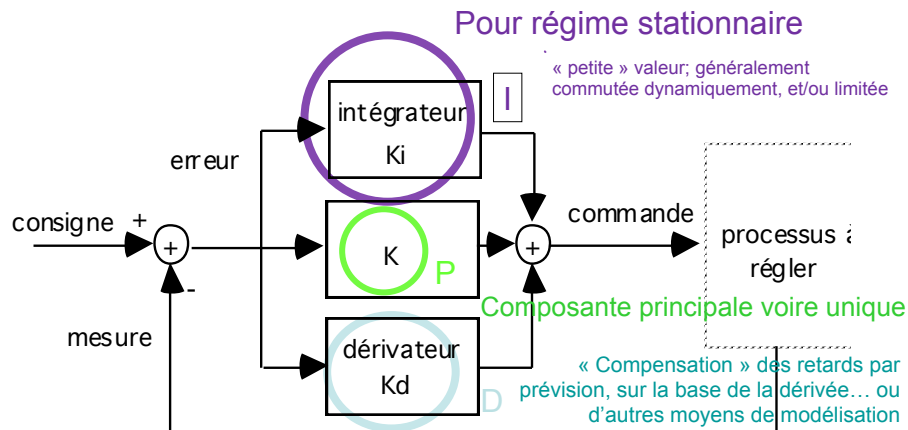 Pour régime stationnaire
« petite » valeur; généralement
commutée dynamiquement, et/ou limitée
intégrateur
Ki
I
erreur
consigne
+
+
-
mesure
K
P
+
commande
processus à
régler
Composante principale voire unique
dérivateur
Kd
D
« Compensation » des retards par
prévision, sur la base de la dérivée… ou
d'autres moyens de modélisation